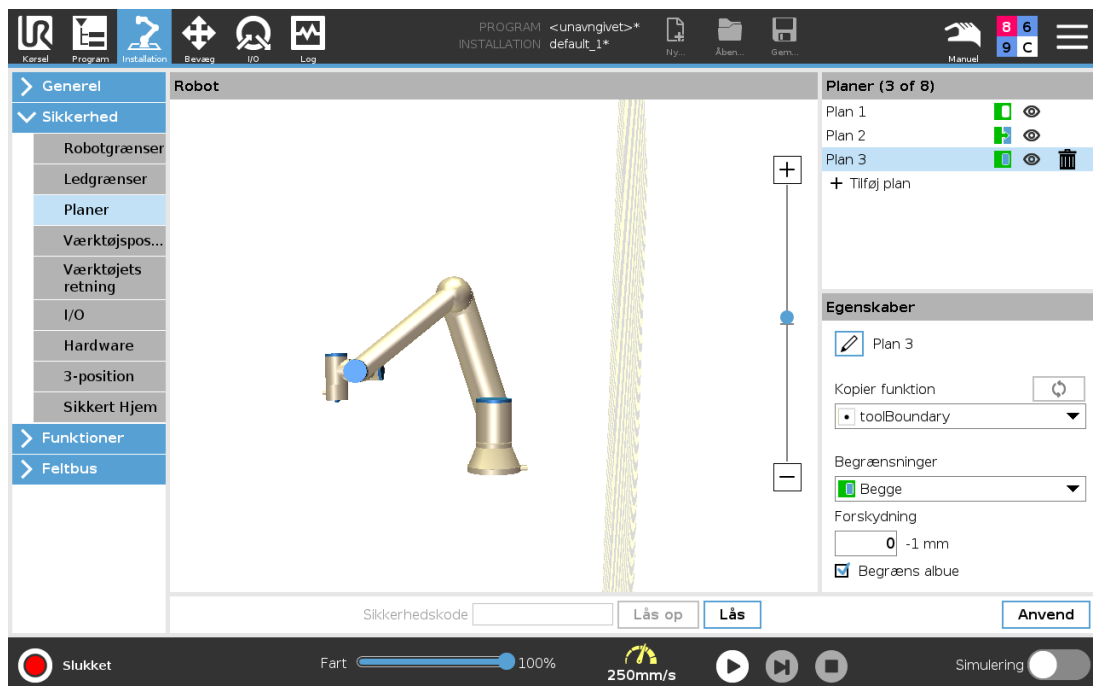 UR
Kørsel
Program
Installation
Bevæg
I/O
Log
PROGRAM <unavngivet>*
INSTALLATION default_1*
Ny...
Åben...
Gem...
Manuel
8 6
9 C
Generel
Sikkerhed
Robotgrænser
Ledgrænser
Planer
Værktøjspos...
Værktøjets
retning
I/O
Hardware
3-position
Sikkert Hjem
Funktioner
Feltbus
Robot
Planer (3 of 8)
Plan 1
Plan 2
Plan 3
+ Tilføj plan
Egenskaber
Plan 3
Kopier funktion
toolBoundary
Begrænsninger
Begge
Forskydning
0 -1 mm
Begræns albue
Sikkerhedskode
Lås op
Lås
Anvend
Slukket
Fart
100%
250mm/s
Simulering